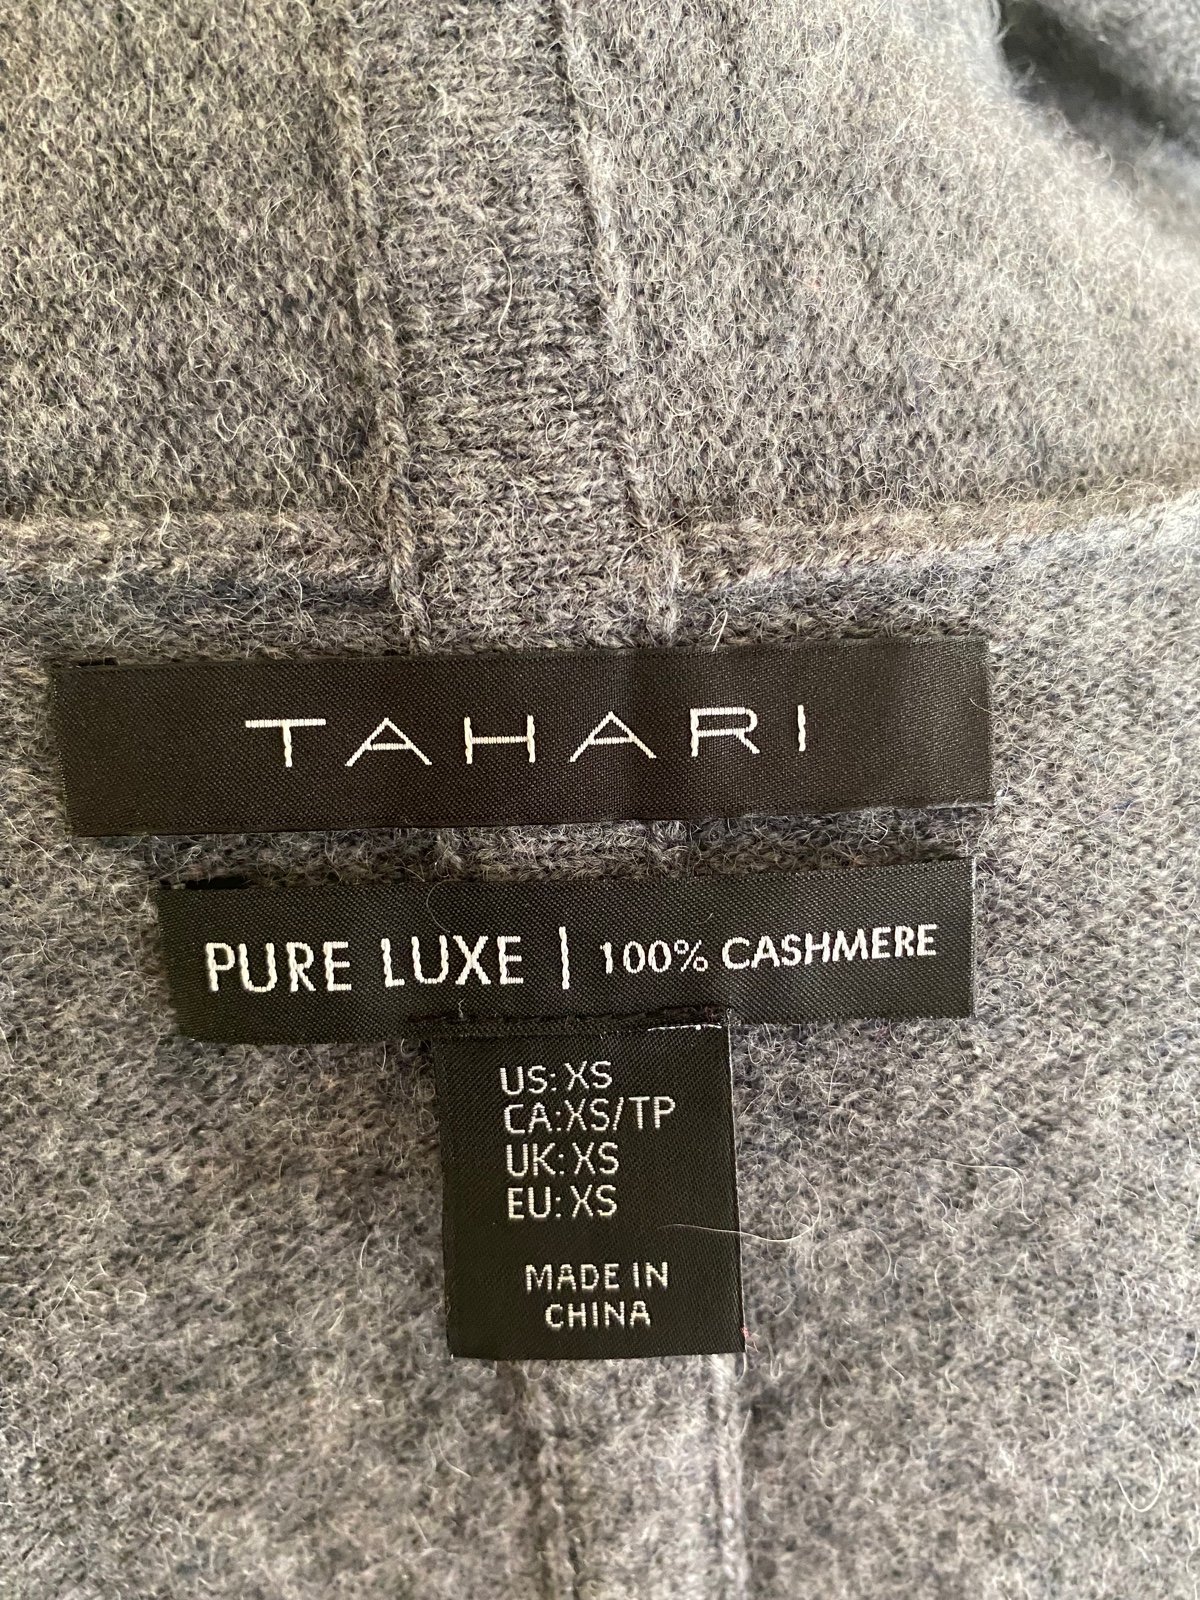 TAHARI
PURE LUXE | 100% CASHMERE
US: XS
CA:XS/TP
UK: XS
EU: XS
MADE IN
CHINA